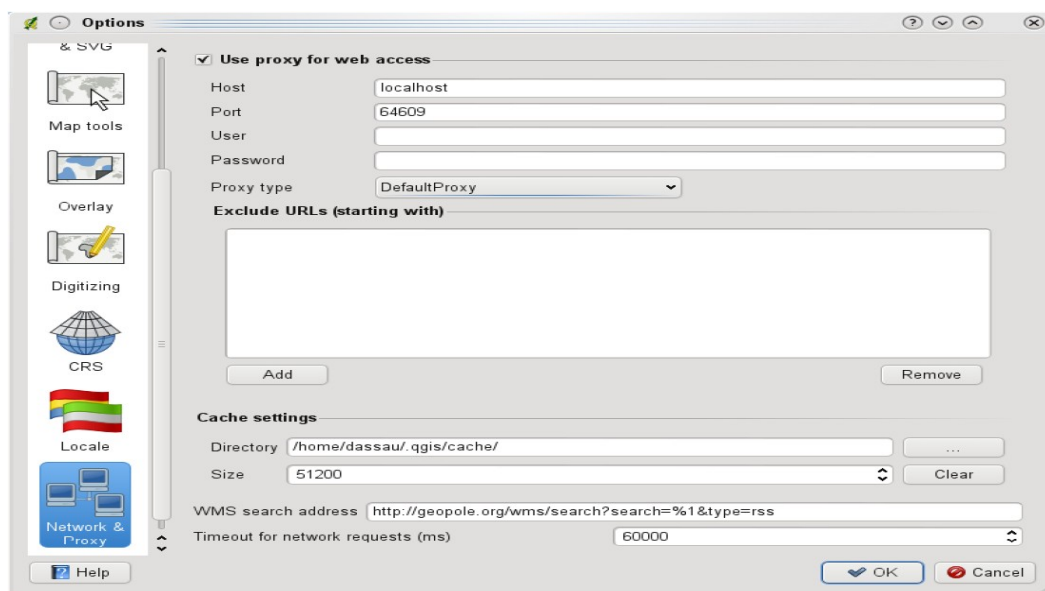 Options
& SVG
Map tools
Overlay
Digitizing
CRS
Locale
Network &
Proxy
Use proxy for web access
Host localhost
Port 64609
User
Password
Proxy type DefaultProxy
Exclude URLs (starting with)
Add Remove
Cache settings
Directory /home/dassau/.qgis/cache/ ...
Size 51200 Clear
WMS search address http://geopole.org/wms/search?search=%1&type=rss
Timeout for network requests (ms) 60000
Help OK Cancel